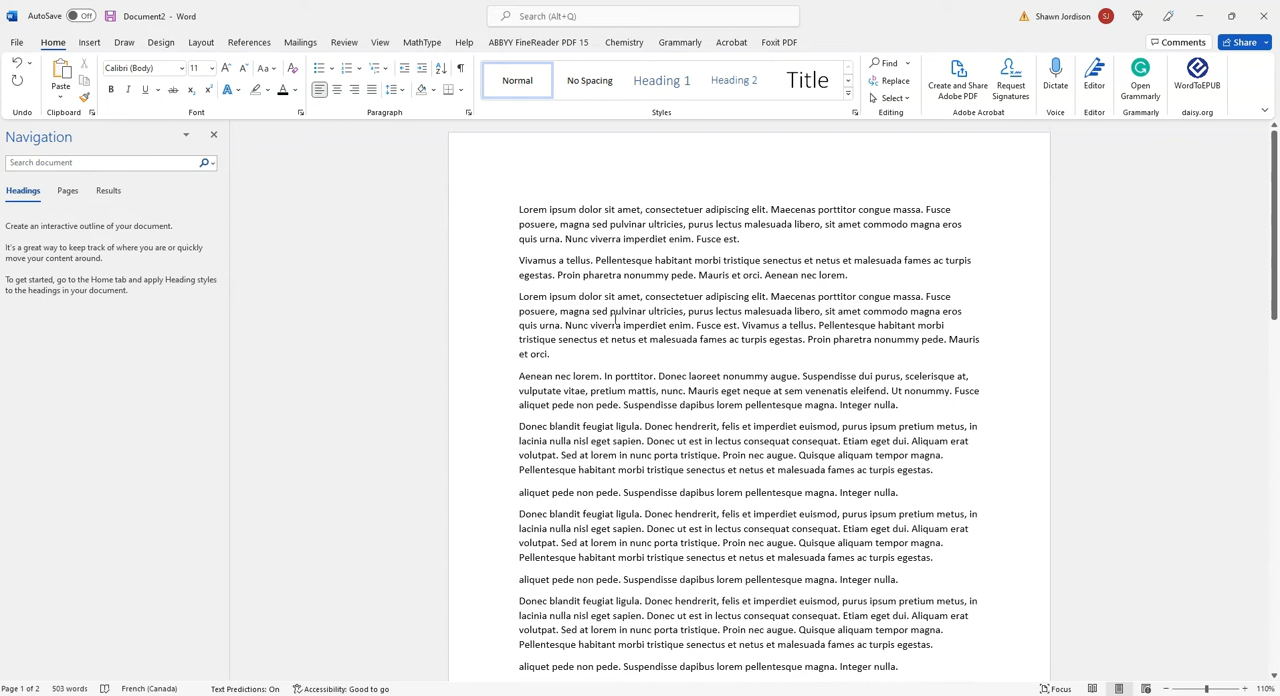 AutoSave Off Document2 - Word Search (Alt+Q) Shawn Jordison SJ
File Home Insert Draw Design Layout References Mailings Review View MathType Help ABBYY FineReader PDF 15 Chemistry Grammarly Acrobat Foxit PDF Comments Share
Calibri (Body) 11 Aa Find
Paste Normal No Spacing Heading 1 Heading 2 Title Replace Create and Share Adobe PDF Request Signatures Dictate Editor Open Grammarly WordToEPUB
B I U ab x₂ x² A A Select
Undo Clipboard Font Paragraph Styles Editing Adobe Acrobat Voice Editor Grammarly daisy.org
Navigation
Search document
Headings Pages Results
Create an interactive outline of your document.
It's a great way to keep track of where you are or quickly
move your content around.
To get started, go to the Home tab and apply Heading styles
to the headings in your document.
Lorem ipsum dolor sit amet, consectetuer adipiscing elit. Maecenas porttitor congue massa. Fusce
posuere, magna sed pulvinar ultricies, purus lectus malesuada libero, sit amet commodo magna eros
quis urna. Nunc viverra imperdiet enim. Fusce est.
Vivamus a tellus. Pellentesque habitant morbi tristique senectus et netus et malesuada fames ac turpis
egestas. Proin pharetra nonummy pede. Mauris et orci. Aenean nec lorem.
Lorem ipsum dolor sit amet, consectetuer adipiscing elit. Maecenas porttitor congue massa. Fusce
posuere, magna sed pulvinar ultricies, purus lectus malesuada libero, sit amet commodo magna eros
quis urna. Nunc viverra imperdiet enim. Fusce est. Vivamus a tellus. Pellentesque habitant morbi
tristique senectus et netus et malesuada fames ac turpis egestas. Proin pharetra nonummy pede. Mauris
et orci.
Aenean nec lorem. In porttitor. Donec laoreet nonummy augue. Suspendisse dui purus, scelerisque at,
vulputate vitae, pretium mattis, nunc. Mauris eget neque at sem venenatis eleifend. Ut nonummy. Fusce
aliquet pede non pede. Suspendisse dapibus lorem pellentesque magna. Integer nulla.
Donec blandit feugiat ligula. Donec hendrerit, felis et imperdiet euismod, purus ipsum pretium metus, in
lacinia nulla nisl eget sapien. Donec ut est in lectus consequat consequat. Etiam eget dui. Aliquam erat
volutpat. Sed at lorem in nunc porta tristique. Proin nec augue. Quisque aliquam tempor magna.
Pellentesque habitant morbi tristique senectus et netus et malesuada fames ac turpis egestas.
aliquet pede non pede. Suspendisse dapibus lorem pellentesque magna. Integer nulla.
Donec blandit feugiat ligula. Donec hendrerit, felis et imperdiet euismod, purus ipsum pretium metus, in
lacinia nulla nisl eget sapien. Donec ut est in lectus consequat consequat. Etiam eget dui. Aliquam erat
volutpat. Sed at lorem in nunc porta tristique. Proin nec augue. Quisque aliquam tempor magna.
Pellentesque habitant morbi tristique senectus et netus et malesuada fames ac turpis egestas.
aliquet pede non pede. Suspendisse dapibus lorem pellentesque magna. Integer nulla.
Donec blandit feugiat ligula. Donec hendrerit, felis et imperdiet euismod, purus ipsum pretium metus, in
lacinia nulla nisl eget sapien. Donec ut est in lectus consequat consequat. Etiam eget dui. Aliquam erat
volutpat. Sed at lorem in nunc porta tristique. Proin nec augue. Quisque aliquam tempor magna.
Pellentesque habitant morbi tristique senectus et netus et malesuada fames ac turpis egestas.
aliquet pede non pede. Suspendisse dapibus lorem pellentesque magna. Integer nulla.
Page 1 of 2 503 words French (Canada) Text Predictions: On Accessibility: Good to go Focus 110%